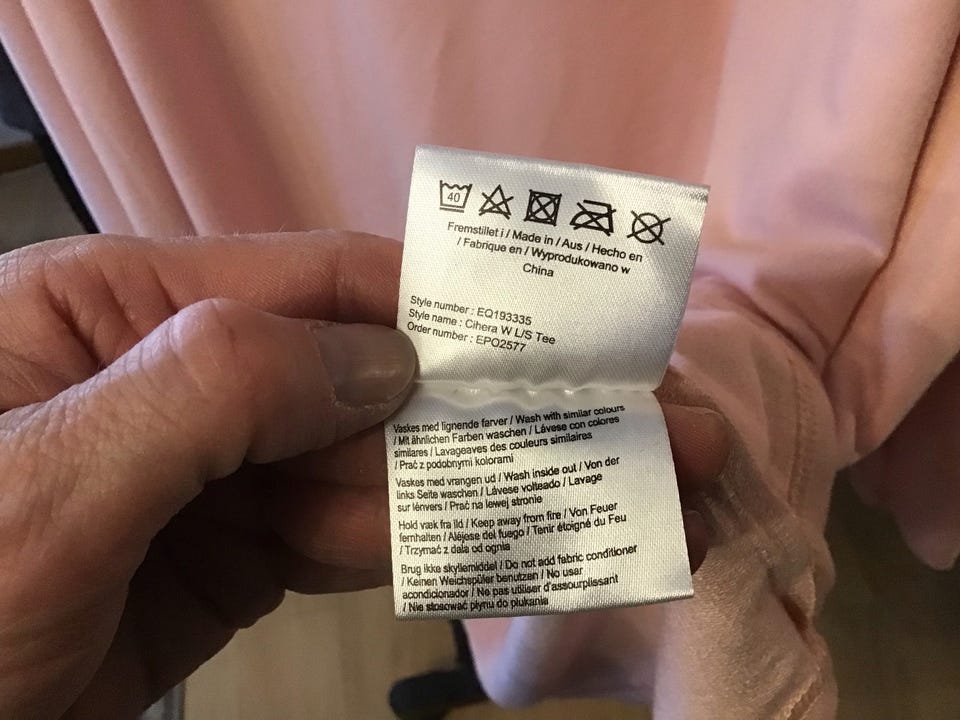 40
Fremstillet i / Made in / Aus / Hecho en
/ Fabrique en / Wyprodukowano w
China
Style number : EQ193335
Style name : Cihera W L/S Tee
Order number : EPO2577
Vaskes med lignende farver / Wash with similar colours
/ Mit ähnlichen Farben waschen / Lávese con colores
similares / Lavageaves des couleurs similaires
/ Prać z podobnymi kolorami
Vaskes med vrangen ud / Wash inside out / Von der
links Seite waschen / Lávese volteado / Lavage
sur lénvers / Prać na lewej stronie
Hold væk fra ild / Keep away from fire / Von Feuer
fernhalten / Aléjese del fuego / Tenir éloigné du Feu
/ Trzymać z dala od ognia
Brug ikke skyllemiddel / Do not add fabric conditioner
/ Keinen Weichspüler benutzen / No usar
acondicionador / Ne pas utiliser d'assourplissant
/ Nie stosować płynu do płukania